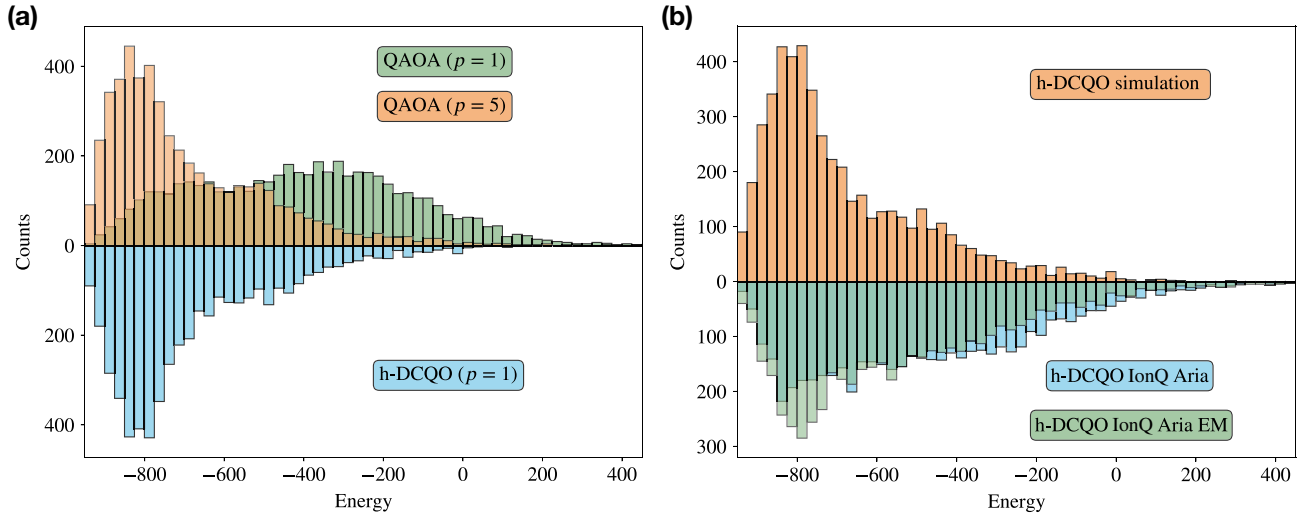 (a)
QAOA (p = 1)
QAOA (p = 5)
h-DCQO (p = 1)
Counts
400
200
0
200
400
−800
−600
−400
−200
0
200
400
Energy
(b)
h-DCQO simulation
h-DCQO IonQ Aria
h-DCQO IonQ Aria EM
Counts
400
300
200
100
0
100
200
300
−800
−600
−400
−200
0
200
400
Energy